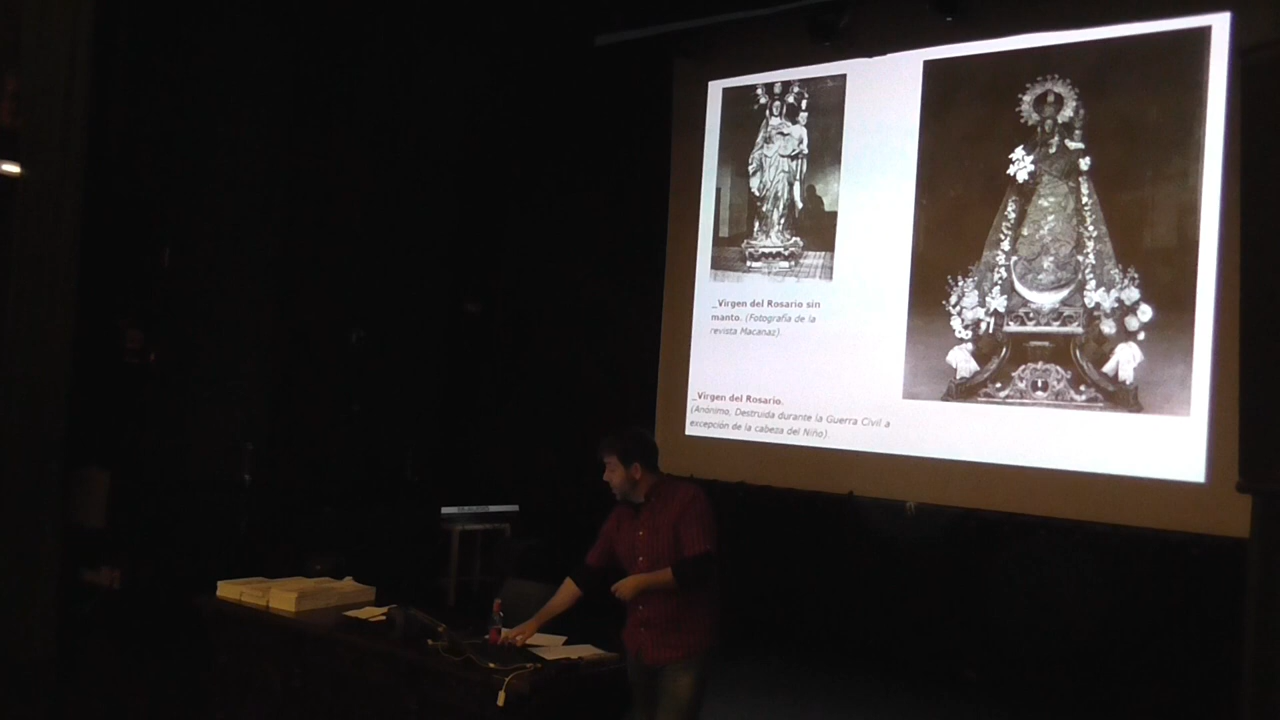 _Virgen del Rosario sin
manto. (Fotografía de la
revista Macanaz).
_Virgen del Rosario.
(Anónimo, Destruida durante la Guerra Civil a
excepción de la cabeza del Niño).